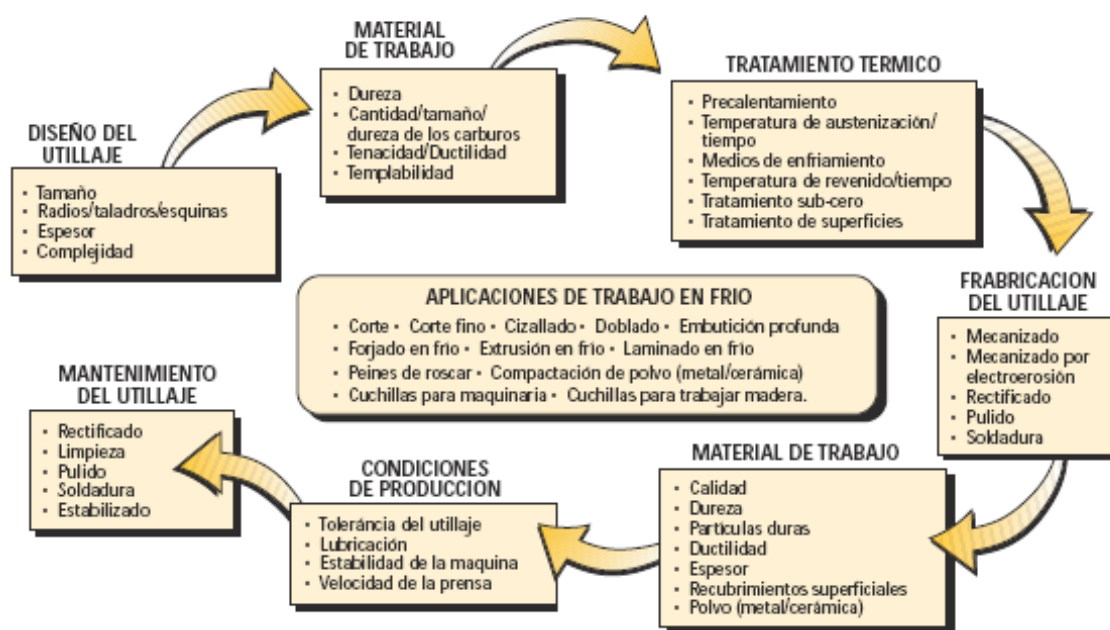 DISEÑO DEL
UTILLAJE
• Tamaño
• Radios/taladros/esquinas
• Espesor
• Complejidad
MATERIAL
DE TRABAJO
• Dureza
• Cantidad/tamaño/
dureza de los carburos
• Tenacidad/Ductilidad
• Templabilidad
TRATAMIENTO TERMICO
• Precalentamiento
• Temperatura de austenización/
tiempo
• Medios de enfriamiento
• Temperatura de revenido/tiempo
• Tratamiento sub-cero
• Tratamiento de superficies
FRABRICACION
DEL UTILLAJE
• Mecanizado
• Mecanizado por
electroerosión
• Rectificado
• Pulido
• Soldadura
APLICACIONES DE TRABAJO EN FRIO
• Corte • Corte fino • Cizallado • Doblado • Embutición profunda
• Forjado en frío • Extrusión en frío • Laminado en frío
• Peines de roscar • Compactación de polvo (metal/cerámica)
• Cuchillas para maquinaria • Cuchillas para trabajar madera.
MATERIAL DE TRABAJO
• Calidad
• Dureza
• Partículas duras
• Ductilidad
• Espesor
• Recubrimientos superficiales
• Polvo (metal/cerámica)
CONDICIONES
DE PRODUCCION
• Toleráncia del utillaje
• Lubricación
• Estabilidad de la maquina
• Velocidad de la prensa
MANTENIMIENTO
DEL UTILLAJE
• Rectificado
• Limpieza
• Pulido
• Soldadura
• Estabilizado